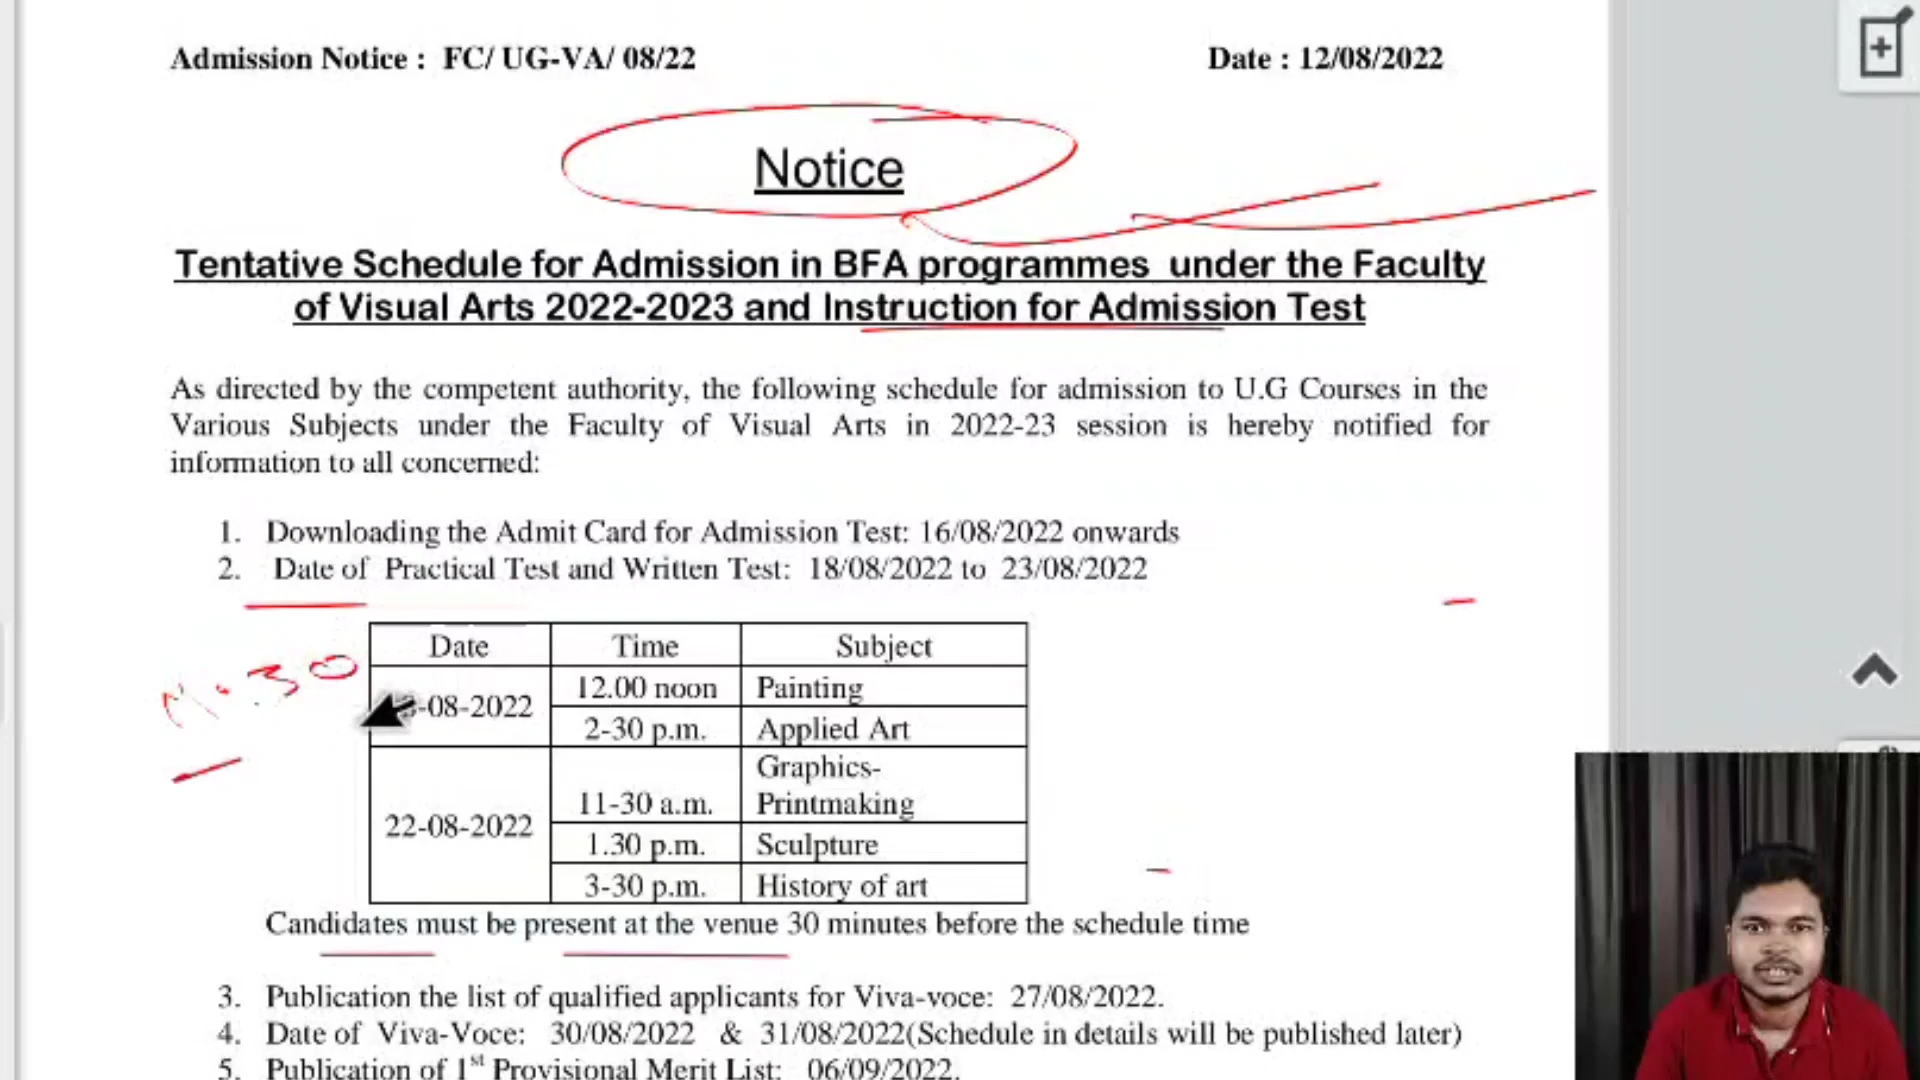 Admission Notice : FC/ UG-VA/ 08/22 Date : 12/08/2022
Notice
Tentative Schedule for Admission in BFA programmes under the Faculty
of Visual Arts 2022-2023 and Instruction for Admission Test
As directed by the competent authority, the following schedule for admission to U.G Courses in the
Various Subjects under the Faculty of Visual Arts in 2022-23 session is hereby notified for
information to all concerned:
1. Downloading the Admit Card for Admission Test: 16/08/2022 onwards
2. Date of Practical Test and Written Test: 18/08/2022 to 23/08/2022
Date Time Subject
-08-2022 12.00 noon Painting
2-30 p.m. Applied Art
22-08-2022 11-30 a.m. Graphics-
Printmaking
1.30 p.m. Sculpture
3-30 p.m. History of art
Candidates must be present at the venue 30 minutes before the schedule time
3. Publication the list of qualified applicants for Viva-voce: 27/08/2022.
4. Date of Viva-Voce: 30/08/2022 & 31/08/2022(Schedule in details will be published later)
5. Publication of 1st Provisional Merit List: 06/09/2022.